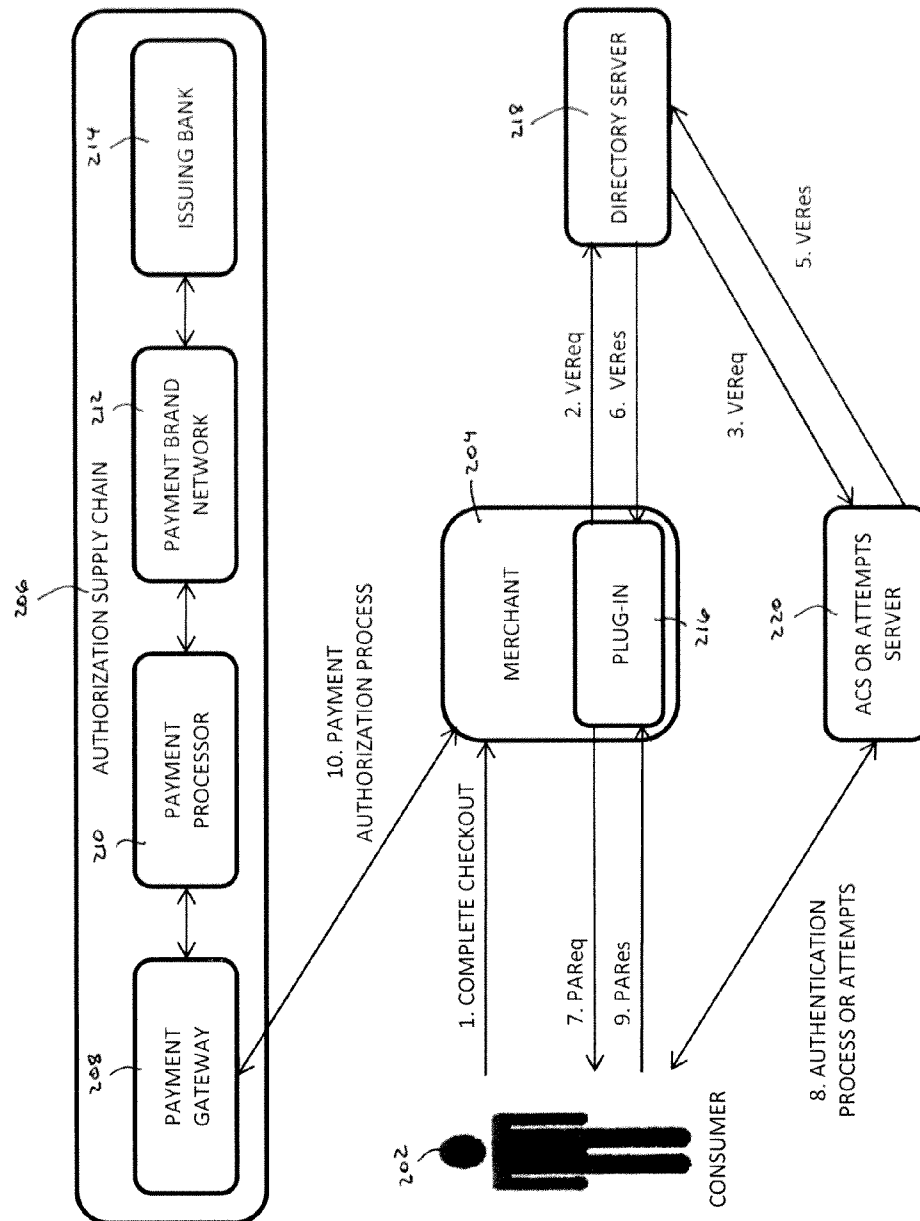 206
AUTHORIZATION SUPPLY CHAIN
208
PAYMENT
GATEWAY
210
PAYMENT
PROCESSOR
212
PAYMENT BRAND
NETWORK
214
ISSUING BANK
10. PAYMENT
AUTHORIZATION PROCESS
202
CONSUMER
1. COMPLETE CHECKOUT
7. PAReq
9. PARes
204
MERCHANT
PLUG-IN
216
2. VEReq
6. VERes
218
DIRECTORY SERVER
3. VEReq
5. VERes
8. AUTHENTICATION
PROCESS OR ATTEMPTS
220
ACS OR ATTEMPTS
SERVER